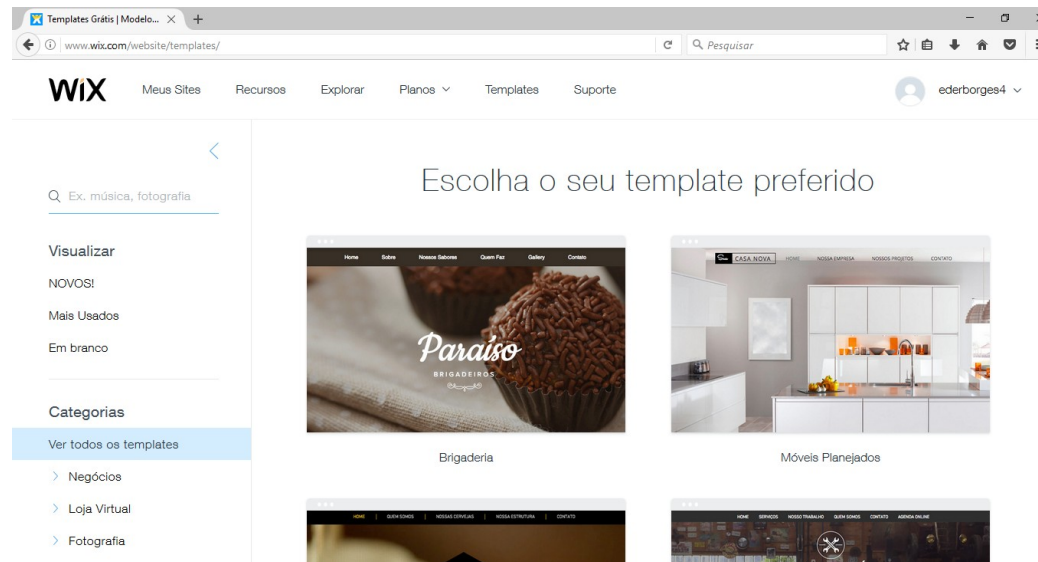 Templates Grátis | Modelo...
www.wix.com/website/templates/
Pesquisar
WiX
Meus Sites
Recursos
Explorar
Planos
Templates
Suporte
ederborges4
Ex. música, fotografia
Visualizar
NOVOS!
Mais Usados
Em branco
Categorias
Ver todos os templates
Negócios
Loja Virtual
Fotografia
Escolha o seu template preferido
Home Sobre Nossos Sabores Quem Faz Gallery Contato
Paraíso
BRIGADEIROS
Brigaderia
CASA NOVA HOME NOSSA EMPRESA NOSSOS PROJETOS CONTATO
Móveis Planejados
HOME | QUEM SOMOS | NOSSAS CERVEJAS | NOSSA ESTRUTURA | CONTATO
HOME SERVIÇOS NOSSO TRABALHO QUEM SOMOS CONTATO AGENDA ONLINE